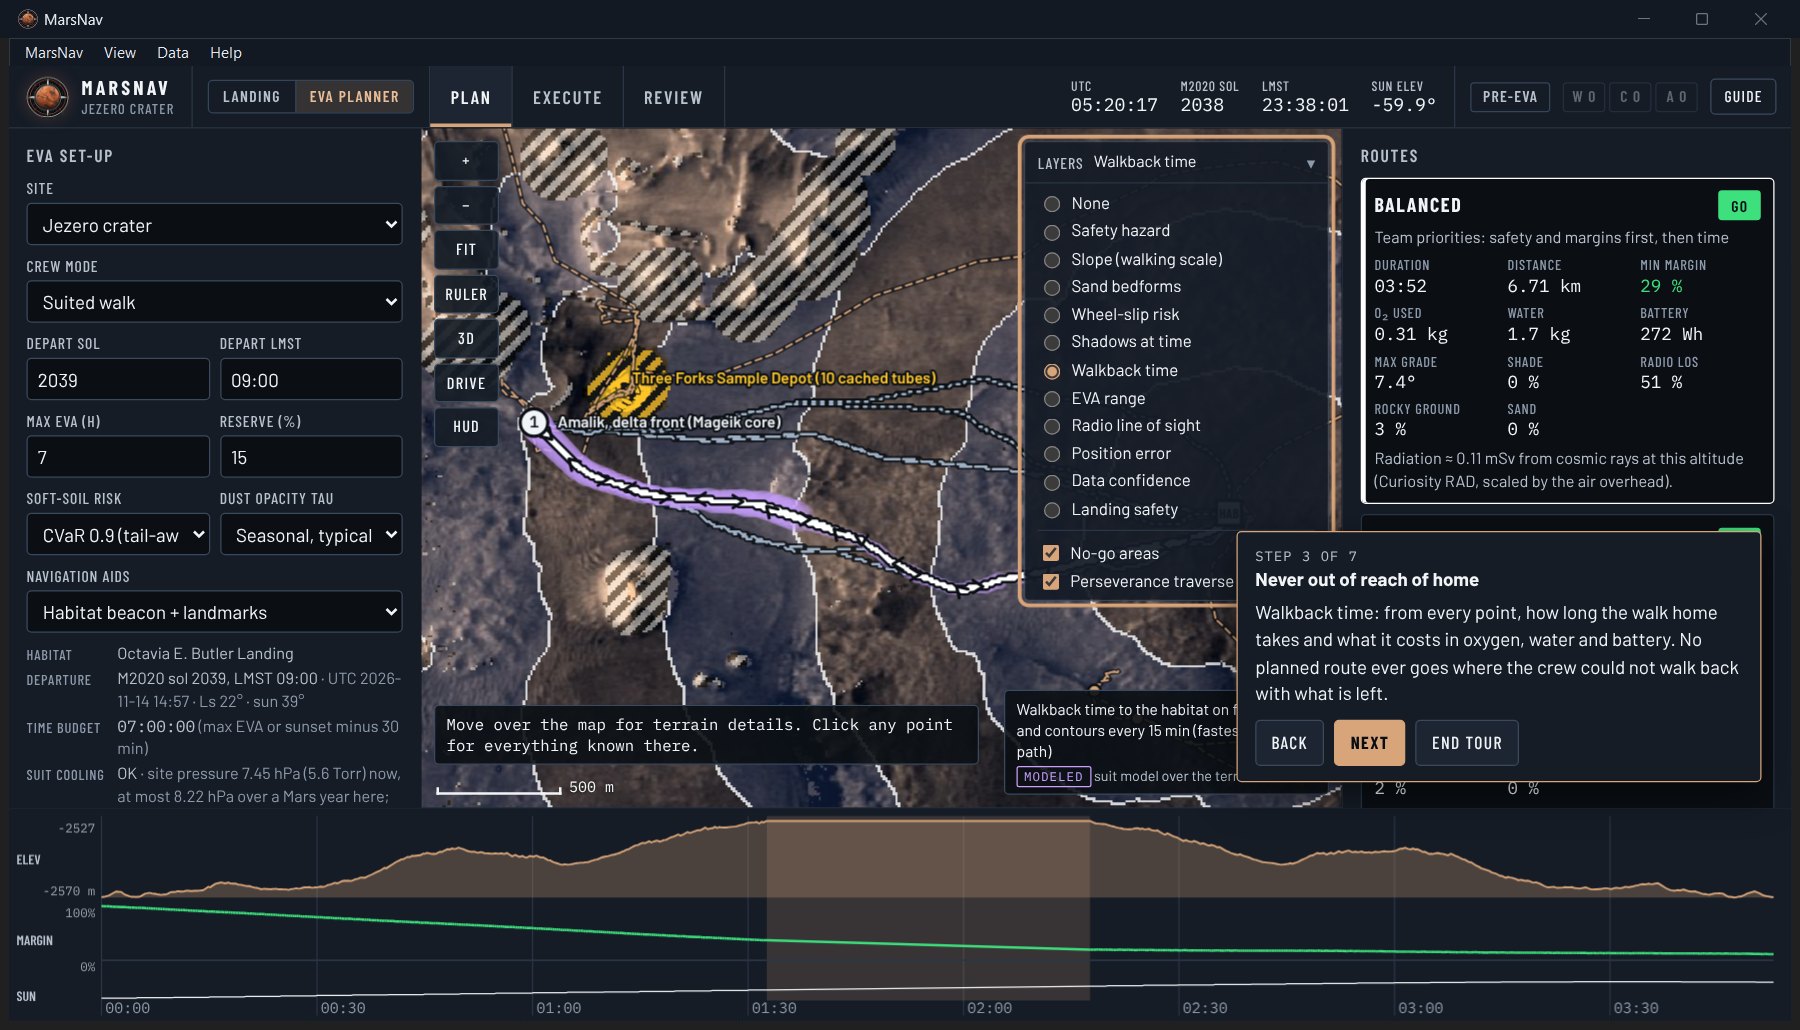 MarsNav
MarsNav View Data Help
MARSNAV
JEZERO CRATER
LANDING EVA PLANNER
PLAN EXECUTE REVIEW
UTC
05:20:17
M2020 SOL
2038
LMST
23:38:01
SUN ELEV
-59.9°
PRE-EVA W 0 C 0 A 0 GUIDE
EVA SET-UP
SITE
Jezero crater
CREW MODE
Suited walk
DEPART SOL DEPART LMST
2039 09:00
MAX EVA (H) RESERVE (%)
7 15
SOFT-SOIL RISK DUST OPACITY TAU
CVaR 0.9 (tail-aw Seasonal, typical
NAVIGATION AIDS
Habitat beacon + landmarks
HABITAT Octavia E. Butler Landing
DEPARTURE M2020 sol 2039, LMST 09:00 · UTC 2026-
11-14 14:57 · Ls 22° · sun 39°
TIME BUDGET 07:00:00 (max EVA or sunset minus 30
min)
SUIT COOLING OK · site pressure 7.45 hPa (5.6 Torr) now,
at most 8.22 hPa over a Mars year here;
+
−
FIT
RULER
3D
DRIVE
HUD
Three Forks Sample Depot (10 cached tubes)
1 Amalik, delta front (Mageik core)
HAB
LAYERS Walkback time ▼
None
Safety hazard
Slope (walking scale)
Sand bedforms
Wheel-slip risk
Shadows at time
Walkback time
EVA range
Radio line of sight
Position error
Data confidence
Landing safety
No-go areas
Perseverance traverse
Move over the map for terrain details. Click any point
for everything known there.
500 m
Walkback time to the habitat on f
and contours every 15 min (fastes
path)
MODELED suit model over the terr
ROUTES
BALANCED GO
Team priorities: safety and margins first, then time
DURATION DISTANCE MIN MARGIN
03:52 6.71 km 29 %
O₂ USED WATER BATTERY
0.31 kg 1.7 kg 272 Wh
MAX GRADE SHADE RADIO LOS
7.4° 0 % 51 %
ROCKY GROUND SAND
3 % 0 %
Radiation ≈ 0.11 mSv from cosmic rays at this altitude
(Curiosity RAD, scaled by the air overhead).
STEP 3 OF 7
Never out of reach of home
Walkback time: from every point, how long the walk home
takes and what it costs in oxygen, water and battery. No
planned route ever goes where the crew could not walk back
with what is left.
BACK NEXT END TOUR
2 % 0 %
-2527
ELEV
-2570 m
100%
MARGIN
0%
SUN
00:00 00:30 01:00 01:30 02:00 02:30 03:00 03:30